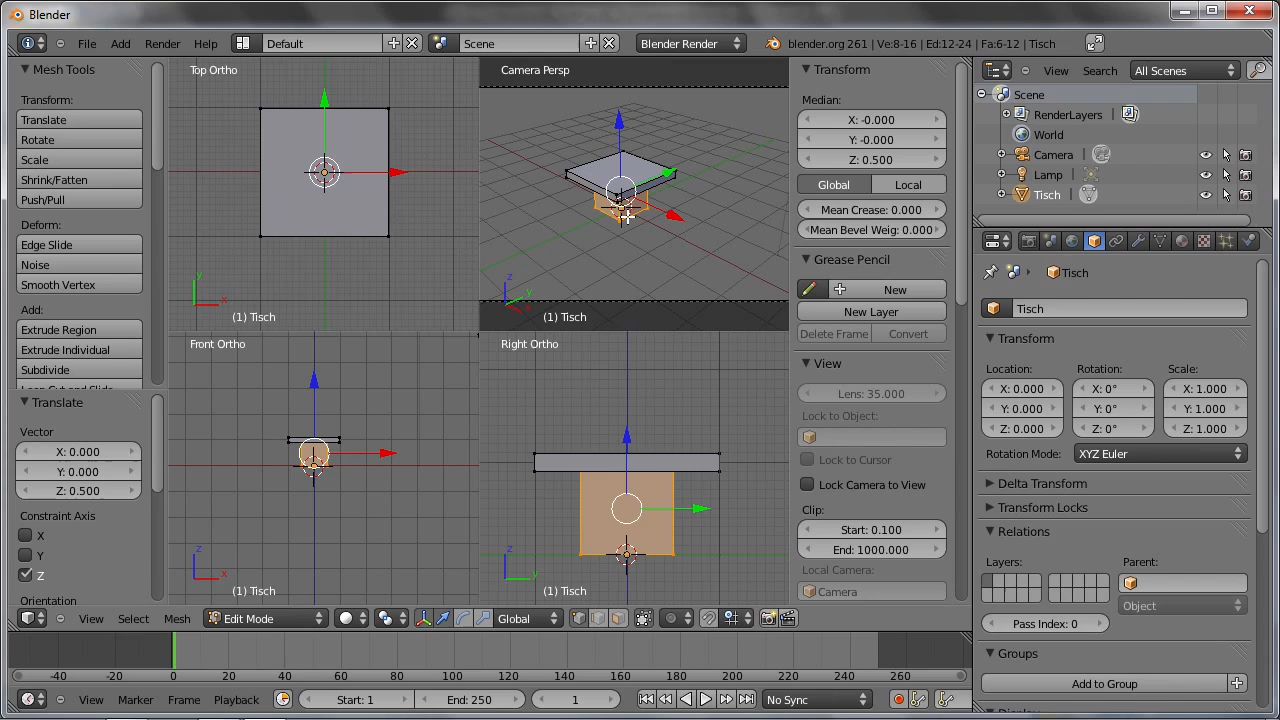 Blender
File Add Render Help Default Scene Blender Render blender.org 261 | Ve:8-16 | Ed:12-24 | Fa:6-12 | Tisch
Mesh Tools
Transform:
Translate
Rotate
Scale
Shrink/Fatten
Push/Pull
Deform:
Edge Slide
Noise
Smooth Vertex
Add:
Extrude Region
Extrude Individual
Subdivide
Translate
Vector
X: 0.000
Y: 0.000
Z: 0.500
Constraint Axis
X
Y
Z
Orientation
Top Ortho
y
x
(1) Tisch
Camera Persp
z
y
x
(1) Tisch
Front Ortho
z
x
(1) Tisch
Right Ortho
z
y
(1) Tisch
Transform
Median:
X: -0.000
Y: -0.000
Z: 0.500
Global Local
Mean Crease: 0.000
Mean Bevel Weig: 0.000
Grease Pencil
New
New Layer
Delete Frame Convert
View
Lens: 35.000
Lock to Object:
Lock to Cursor
Lock Camera to View
Clip:
Start: 0.100
End: 1000.000
Local Camera:
Camera
View Select Mesh Edit Mode Global
-40 -20 0 20 40 60 80 100 120 140 160 180 200 220 240 260
View Marker Frame Playback Start: 1 End: 250 1 No Sync
View Search All Scenes
Scene
RenderLayers
World
Camera
Lamp
Tisch
Tisch
Tisch
Transform
Location: Rotation: Scale:
X: 0.000 X: 0° X: 1.000
Y: 0.000 Y: 0° Y: 1.000
Z: 0.000 Z: 0° Z: 1.000
Rotation Mode: XYZ Euler
Delta Transform
Transform Locks
Relations
Layers: Parent:
Object
Pass Index: 0
Groups
Add to Group